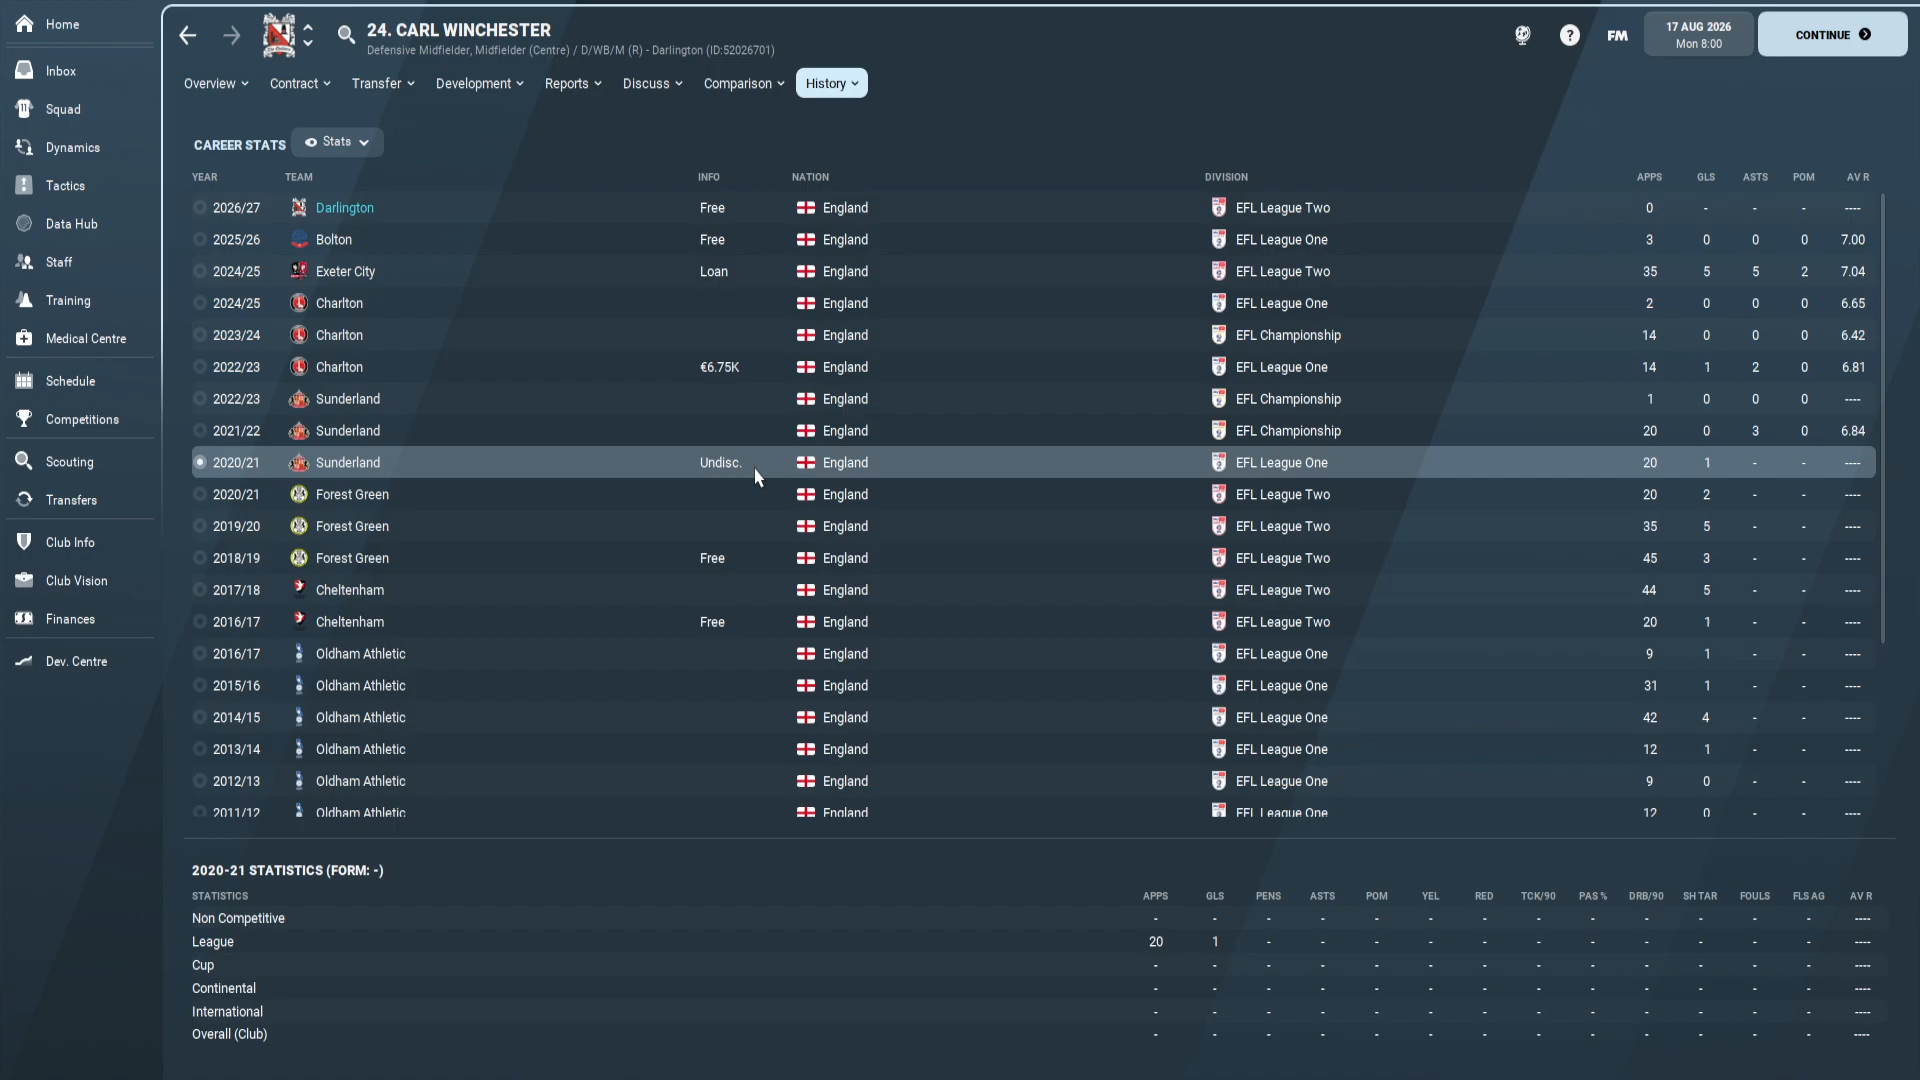 Home
Inbox
Squad
Dynamics
Tactics
Data Hub
Staff
Training
Medical Centre
Schedule
Competitions
Scouting
Transfers
Club Info
Club Vision
Finances
Dev. Centre
24. CARL WINCHESTER
Defensive Midfielder, Midfielder (Centre) / D/WB/M (R) - Darlington (ID:52026701)
FM
17 AUG 2026
Mon 8:00
CONTINUE
Overview Contract Transfer Development Reports Discuss Comparison History
CAREER STATS Stats
YEAR TEAM INFO NATION DIVISION APPS GLS ASTS POM AV R
2026/27 Darlington Free England EFL League Two 0 - - - ----
2025/26 Bolton Free England EFL League One 3 0 0 0 7.00
2024/25 Exeter City Loan England EFL League Two 35 5 5 2 7.04
2024/25 Charlton England EFL League One 2 0 0 0 6.65
2023/24 Charlton England EFL Championship 14 0 0 0 6.42
2022/23 Charlton €6.75K England EFL League One 14 1 2 0 6.81
2022/23 Sunderland England EFL Championship 1 0 0 0 ----
2021/22 Sunderland England EFL Championship 20 0 3 0 6.84
2020/21 Sunderland Undisc. England EFL League One 20 1 - - ----
2020/21 Forest Green England EFL League Two 20 2 - - ----
2019/20 Forest Green England EFL League Two 35 5 - - ----
2018/19 Forest Green Free England EFL League Two 45 3 - - ----
2017/18 Cheltenham England EFL League Two 44 5 - - ----
2016/17 Cheltenham Free England EFL League Two 20 1 - - ----
2016/17 Oldham Athletic England EFL League One 9 1 - - ----
2015/16 Oldham Athletic England EFL League One 31 1 - - ----
2014/15 Oldham Athletic England EFL League One 42 4 - - ----
2013/14 Oldham Athletic England EFL League One 12 1 - - ----
2012/13 Oldham Athletic England EFL League One 9 0 - - ----
2011/12 Oldham Athletic England EFL League One 12 0 - - ----
2020-21 STATISTICS (FORM: -)
STATISTICS APPS GLS PENS ASTS POM YEL RED TCK/90 PAS % DRB/90 SH TAR FOULS FLS AG AV R
Non Competitive - - - - - - - - - - - - - ----
League 20 1 - - - - - - - - - - - ----
Cup - - - - - - - - - - - - - ----
Continental - - - - - - - - - - - - - ----
International - - - - - - - - - - - - - ----
Overall (Club) - - - - - - - - - - - - - ----